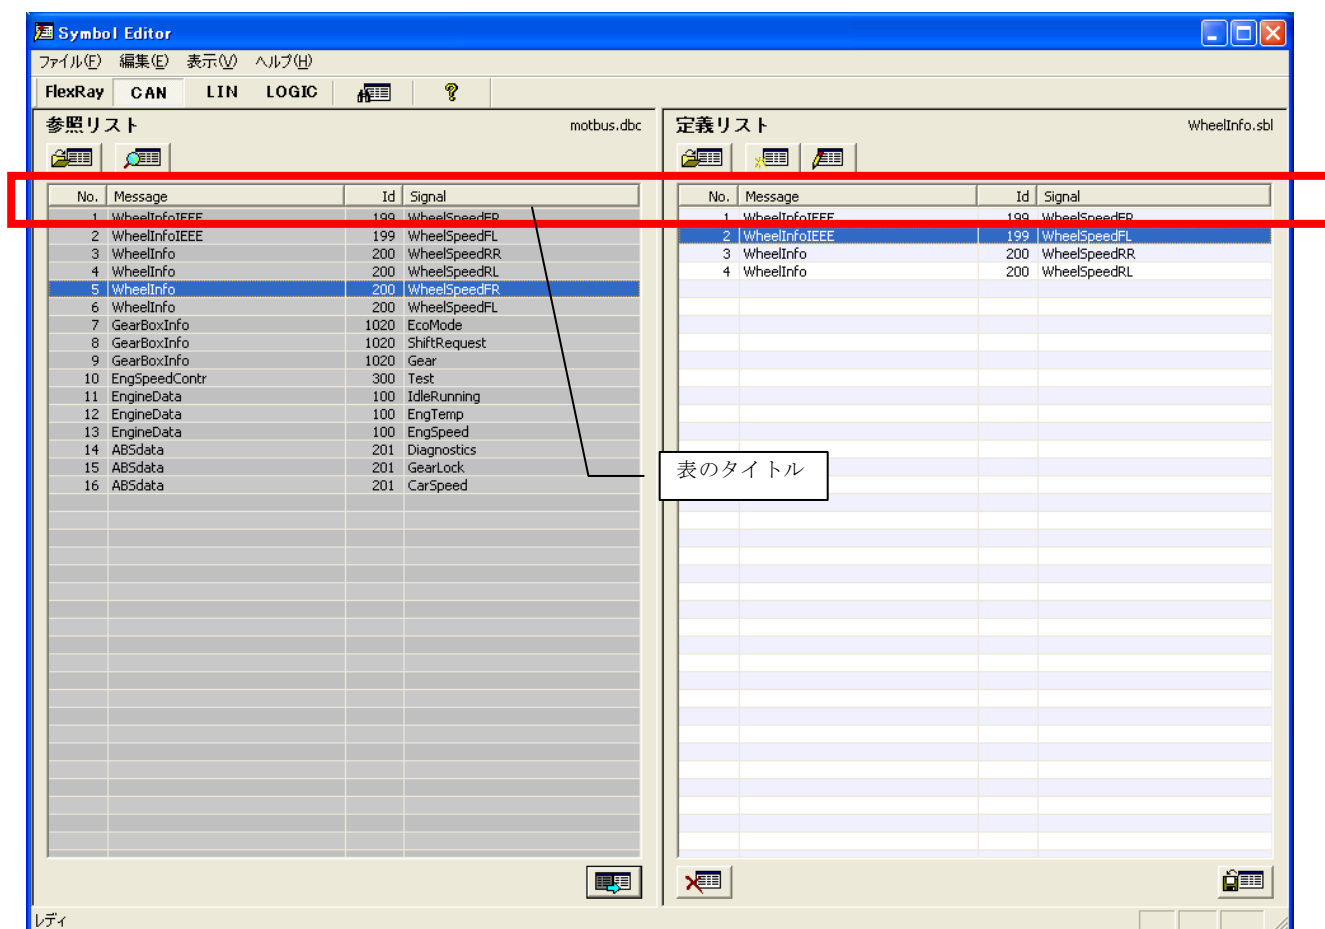 Symbol Editor
ファイル(F) 編集(E) 表示(V) ヘルプ(H)
FlexRay CAN LIN LOGIC
参照リスト motbus.dbc
No. Message Id Signal
1 WheelInfoIEEE 199 WheelSpeedFR
2 WheelInfoIEEE 199 WheelSpeedFL
3 WheelInfo 200 WheelSpeedRR
4 WheelInfo 200 WheelSpeedRL
5 WheelInfo 200 WheelSpeedFR
6 WheelInfo 200 WheelSpeedFL
7 GearBoxInfo 1020 EcoMode
8 GearBoxInfo 1020 ShiftRequest
9 GearBoxInfo 1020 Gear
10 EngSpeedContr 300 Test
11 EngineData 100 IdleRunning
12 EngineData 100 EngTemp
13 EngineData 100 EngSpeed
14 ABSdata 201 Diagnostics
15 ABSdata 201 GearLock
16 ABSdata 201 CarSpeed
定義リスト WheelInfo.sbl
No. Message Id Signal
1 WheelInfoIEEE 199 WheelSpeedFR
2 WheelInfoIEEE 199 WheelSpeedFL
3 WheelInfo 200 WheelSpeedRR
4 WheelInfo 200 WheelSpeedRL
表のタイトル
レディ